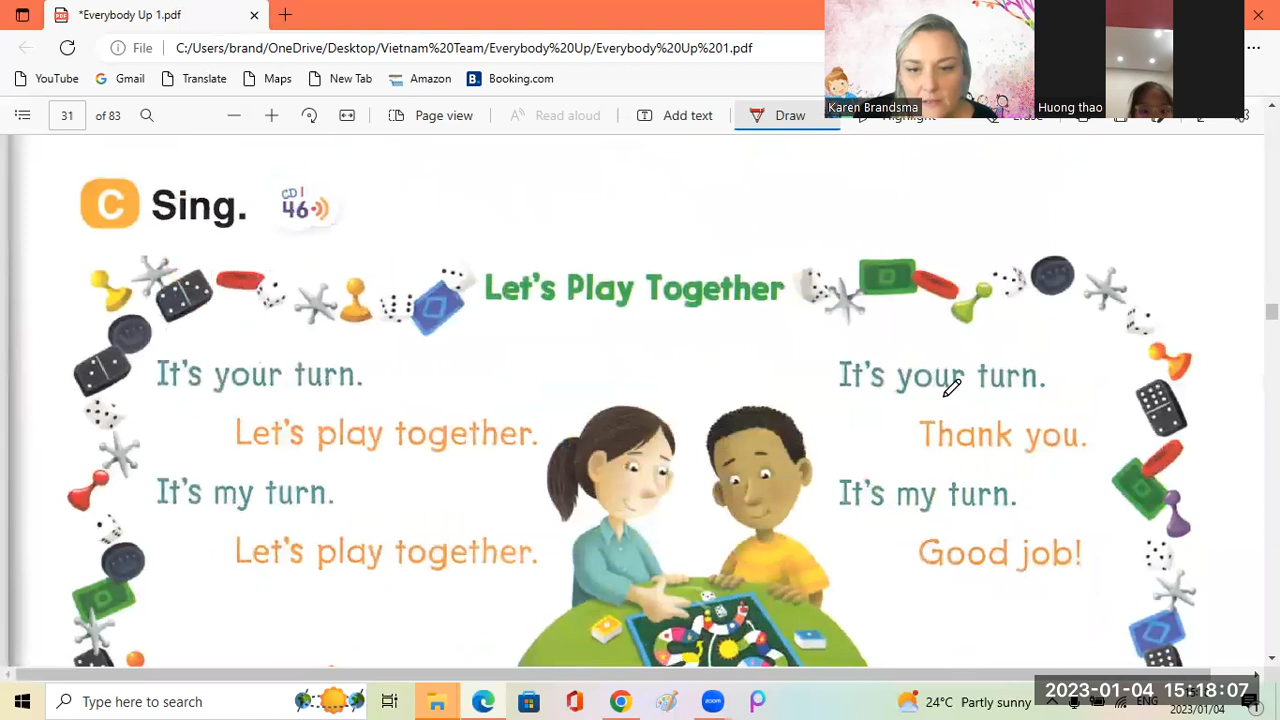 *Everybody Up 1.pdf
File
C:/Users/brand/OneDrive/Desktop/Vietnam%20Team/Everybody%20Up/Everybody%20Up%201.pdf
YouTube
Gmail
Translate
Maps
New Tab
Amazon
B Booking.com
Karen Brandsma
Huong thao
31 of 83
Page view
Read aloud
Add text
Draw
C Sing.
CD 1
46
Let's Play Together
It's your turn.
Let's play together.
It's my turn.
Let's play together.
It's your turn.
Thank you.
It's my turn.
Good job!
Type here to search
zoom
24°C Partly sunny
ENG
2023-01-04 15:18:07
2023/01/04